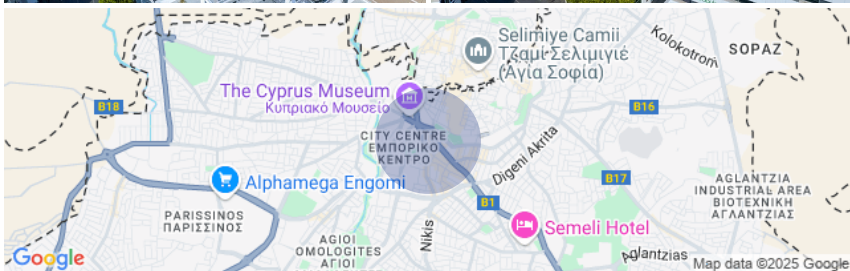 Selimiye Camii
Τζαμί Σελιμιγιέ
(Αγία Σοφία)
Kolokotroni
SOPAZ
The Cyprus Museum
Κυπριακό Μουσείο
B18
B16
CITY CENTRE
ΕΜΠΟΡΙΚΟ
ΚΕΝΤΡΟ
Digeni Akrita
Alphamega Engomi
B17
AGLANTZIA
INDUSTRIAL AREA
ΒΙΟΤΕΧΝΙΚΗ
ΑΓΛΑΝΤΖΙΑΣ
B1
PARISSINOS
ΠΑΡΙΣΣΙΝΟΣ
Semeli Hotel
Nikis
AGIOI
OMOLOGITES
ΑΓΙΟΙ
Aglantzias
Google
Map data ©2025 Google